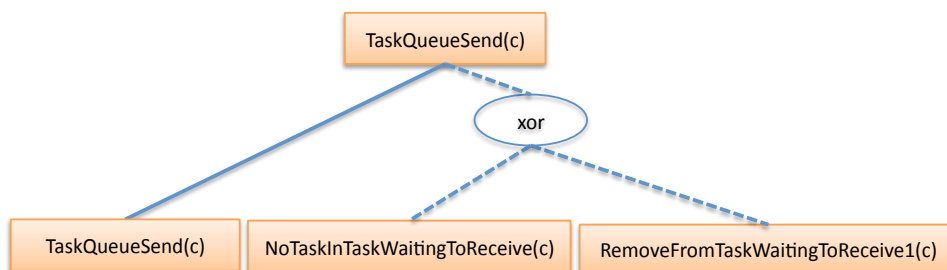 TaskQueueSend(c)
xor
TaskQueueSend(c)
NoTaskInTaskWaitingToReceive(c)
RemoveFromTaskWaitingToReceive1(c)